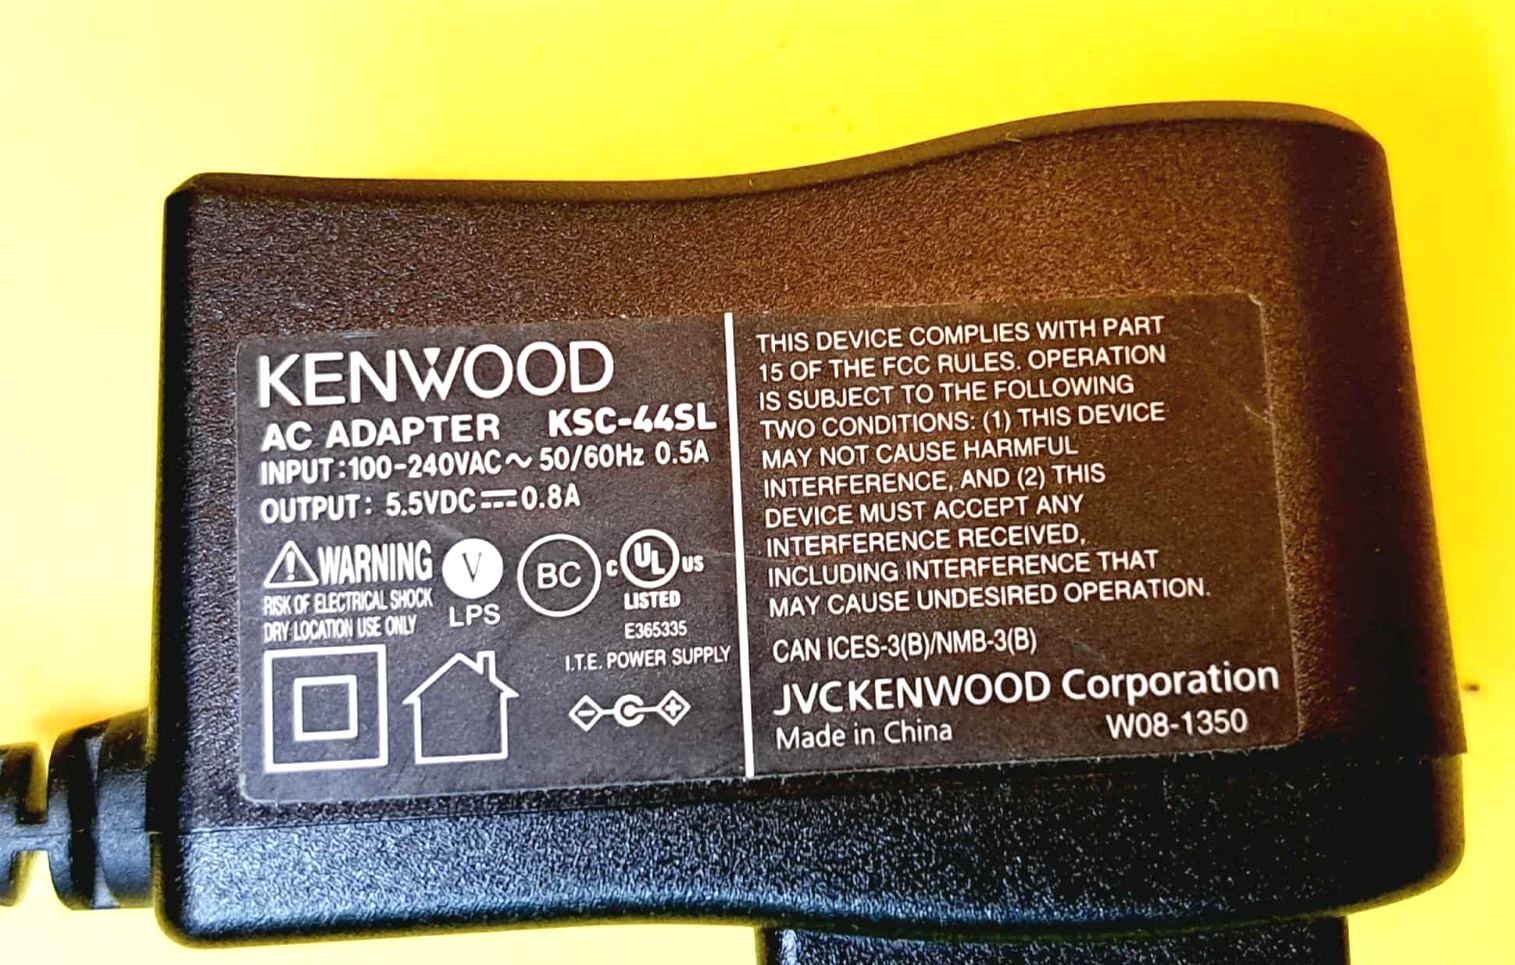 KENWOOD
AC ADAPTER KSC-44SL
INPUT:100-240VAC～50/60Hz 0.5A
OUTPUT: 5.5VDC⎓0.8A
⚠WARNING
RISK OF ELECTRICAL SHOCK
DRY LOCATION USE ONLY
V
LPS
BC
C UL US
LISTED
E365335
I.T.E. POWER SUPPLY
THIS DEVICE COMPLIES WITH PART
15 OF THE FCC RULES. OPERATION
IS SUBJECT TO THE FOLLOWING
TWO CONDITIONS: (1) THIS DEVICE
MAY NOT CAUSE HARMFUL
INTERFERENCE, AND (2) THIS
DEVICE MUST ACCEPT ANY
INTERFERENCE RECEIVED,
INCLUDING INTERFERENCE THAT
MAY CAUSE UNDESIRED OPERATION.
CAN ICES-3(B)/NMB-3(B)
JVCKENWOOD Corporation
Made in China W08-1350